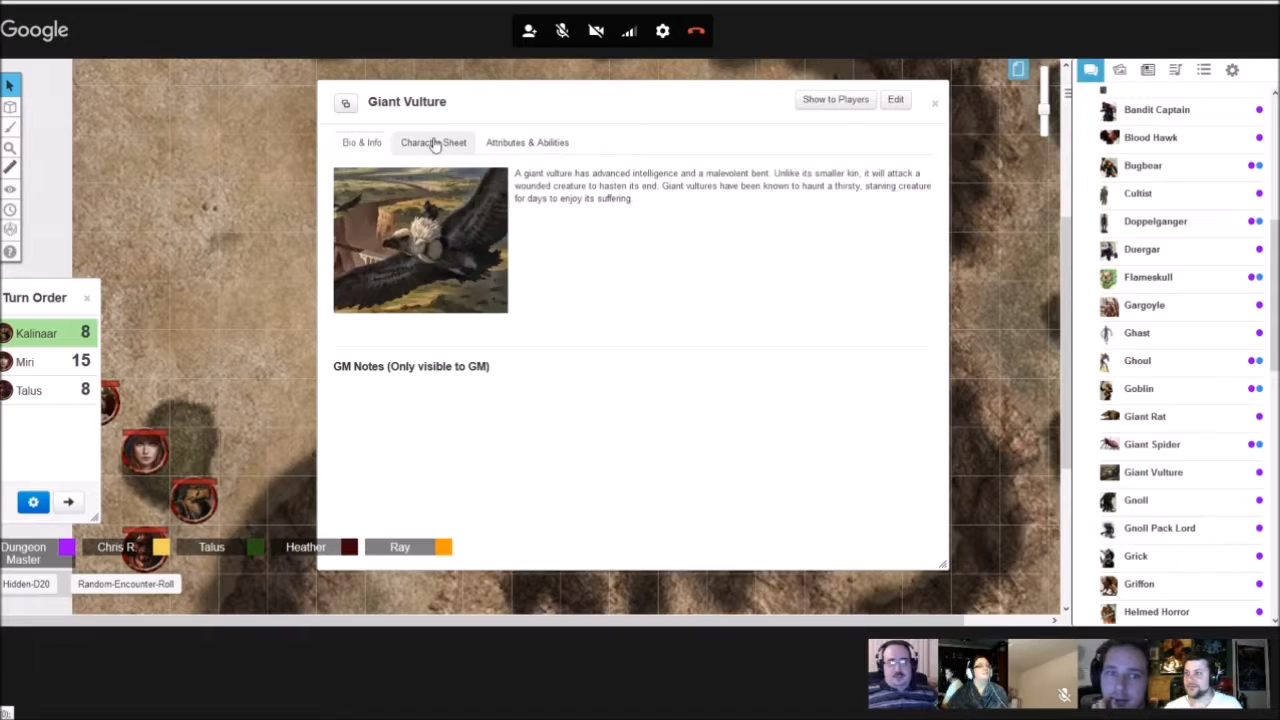 Google
Giant Vulture
Show to Players
Edit
Bio & Info
Character Sheet
Attributes & Abilities
A giant vulture has advanced intelligence and a malevolent bent. Unlike its smaller kin, it will attack a
wounded creature to hasten its end. Giant vultures have been known to haunt a thirsty, starving creature
for days to enjoy its suffering.
GM Notes (Only visible to GM)
Turn Order
Kalinaar 8
Miri 15
Talus 8
Dungeon
Master
Chris R.
Talus
Heather
Ray
Hidden-D20
Random-Encounter-Roll
Bandit Captain
Blood Hawk
Bugbear
Cultist
Doppelganger
Duergar
Flameskull
Gargoyle
Ghast
Ghoul
Goblin
Giant Rat
Giant Spider
Giant Vulture
Gnoll
Gnoll Pack Lord
Grick
Griffon
Helmed Horror